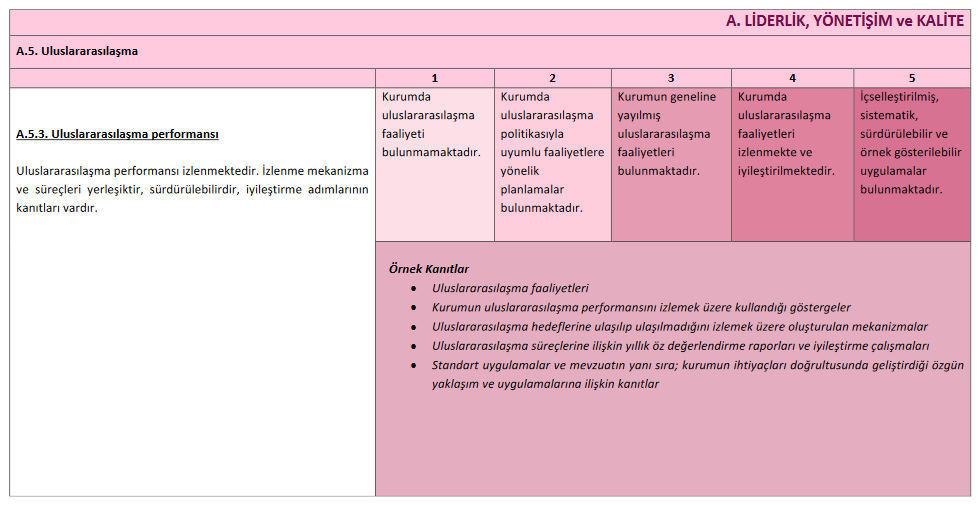 A. LİDERLİK, YÖNETİŞİM ve KALİTE
A.5. Uluslararasılaşma
1 2 3 4 5
A.5.3. Uluslararasılaşma performansı
Uluslararasılaşma performansı izlenmektedir. İzlenme mekanizma
ve süreçleri yerleşiktir, sürdürülebilirdir, iyileştirme adımlarının
kanıtları vardır.
Kurumda
uluslararasılaşma
faaliyeti
bulunmamaktadır.
Kurumda
uluslararasılaşma
politikasıyla
uyumlu faaliyetlere
yönelik
planlamalar
bulunmaktadır.
Kurumun geneline
yayılmış
uluslararasılaşma
faaliyetleri
bulunmaktadır.
Kurumda
uluslararasılaşma
faaliyetleri
izlenmekte ve
iyileştirilmektedir.
İçselleştirilmiş,
sistematik,
sürdürülebilir ve
örnek gösterilebilir
uygulamalar
bulunmaktadır.
Örnek Kanıtlar
• Uluslararasılaşma faaliyetleri
• Kurumun uluslararasılaşma performansını izlemek üzere kullandığı göstergeler
• Uluslararasılaşma hedeflerine ulaşılıp ulaşılmadığını izlemek üzere oluşturulan mekanizmalar
• Uluslararasılaşma süreçlerine ilişkin yıllık öz değerlendirme raporları ve iyileştirme çalışmaları
• Standart uygulamalar ve mevzuatın yanı sıra; kurumun ihtiyaçları doğrultusunda geliştirdiği özgün
yaklaşım ve uygulamalarına ilişkin kanıtlar